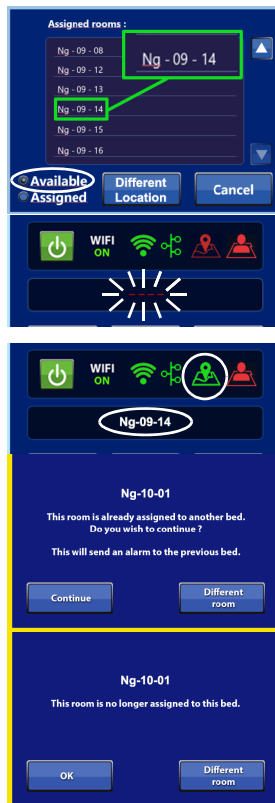 Assigned rooms :
Ng - 09 - 08
Ng - 09 - 12
Ng - 09 - 13
Ng - 09 - 14
Ng - 09 - 15
Ng - 09 - 16
Ng - 09 - 14
Available
Assigned
Different
Location
Cancel
WIFI
ON
----
WIFI
ON
Ng-09-14
Ng-10-01
This room is already assigned to another bed.
Do you wish to continue ?
This will send an alarm to the previous bed.
Continue
Different
room
Ng-10-01
This room is no longer assigned to this bed.
OK
Different
room